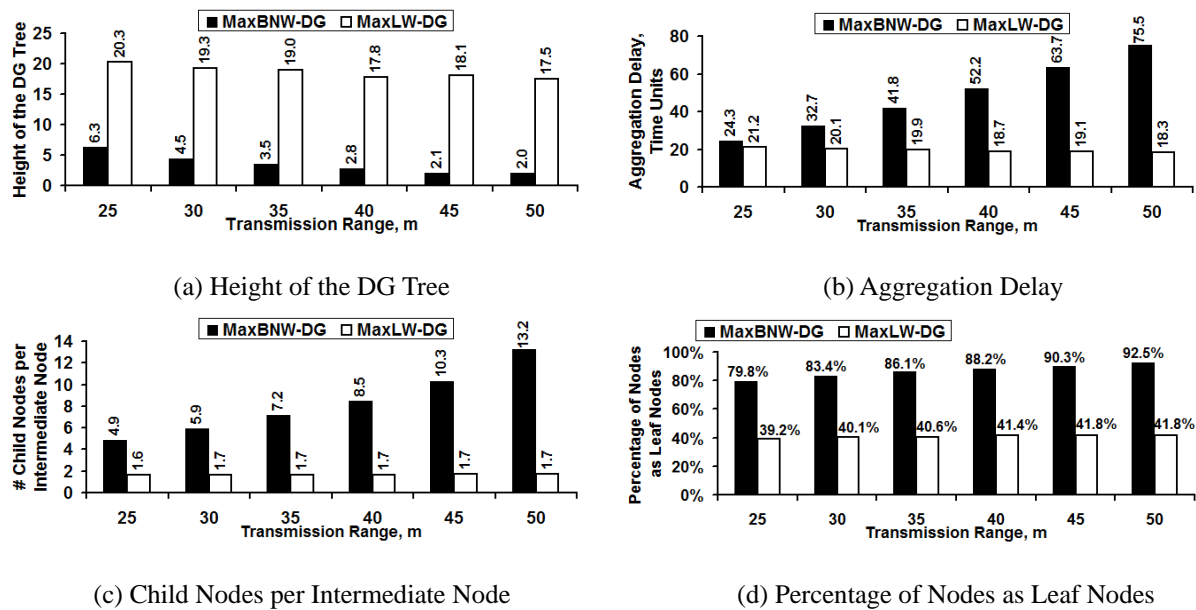 MaxBNW-DG MaxLW-DG
Height of the DG Tree
25
20
15
10
5
0
6.3 20.3 4.5 19.3 3.5 19.0 2.8 17.8 2.1 18.1 2.0 17.5
25 30 35 40 45 50
Transmission Range, m
(a) Height of the DG Tree
MaxBNW-DG MaxLW-DG
Aggregation Delay,
Time Units
80
60
40
20
0
24.3 21.2 32.7 20.1 41.8 19.9 52.2 18.7 63.7 19.1 75.5 18.3
25 30 35 40 45 50
Transmission Range, m
(b) Aggregation Delay
MaxBNW-DG MaxLW-DG
# Child Nodes per
Intermediate Node
14
12
10
8
6
4
2
0
4.9 1.6 5.9 1.7 7.2 1.7 8.5 1.7 10.3 1.7 13.2 1.7
25 30 35 40 45 50
Transmission Range, m
(c) Child Nodes per Intermediate Node
MaxBNW-DG MaxLW-DG
Percentage of Nodes
as Leaf Nodes
100%
80%
60%
40%
20%
0%
79.8% 39.2% 83.4% 40.1% 86.1% 40.6% 88.2% 41.4% 90.3% 41.8% 92.5% 41.8%
25 30 35 40 45 50
Transmission Range, m
(d) Percentage of Nodes as Leaf Nodes